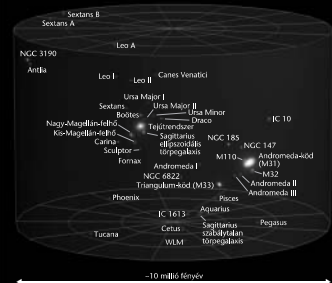 Sextans B
Sextans A
NGC 3190
Antlia
Leo A
Leo I
Leo II
Canes Venatici
Ursa Major I
Ursa Major II
Sextans
Ursa Minor
Boötes
Draco
Nagy-Magellán-felhő
Tejútrendszer
IC 10
Kis-Magellán-felhő
Sagittarius
ellipszoidális
törpegalaxis
Carina
Sculptor
Fornax
NGC 185
NGC 147
M110
Androméda-köd
(M31)
Andromeda I
M32
NGC 6822
Andromeda II
Triangulum-köd (M33)
Andromeda III
Phoenix
Pisces
IC 1613
Aquarius
Cetus
Sagittarius
szabálytalan
törpegalaxis
Pegasus
Tucana
WLM
~10 millió fényév